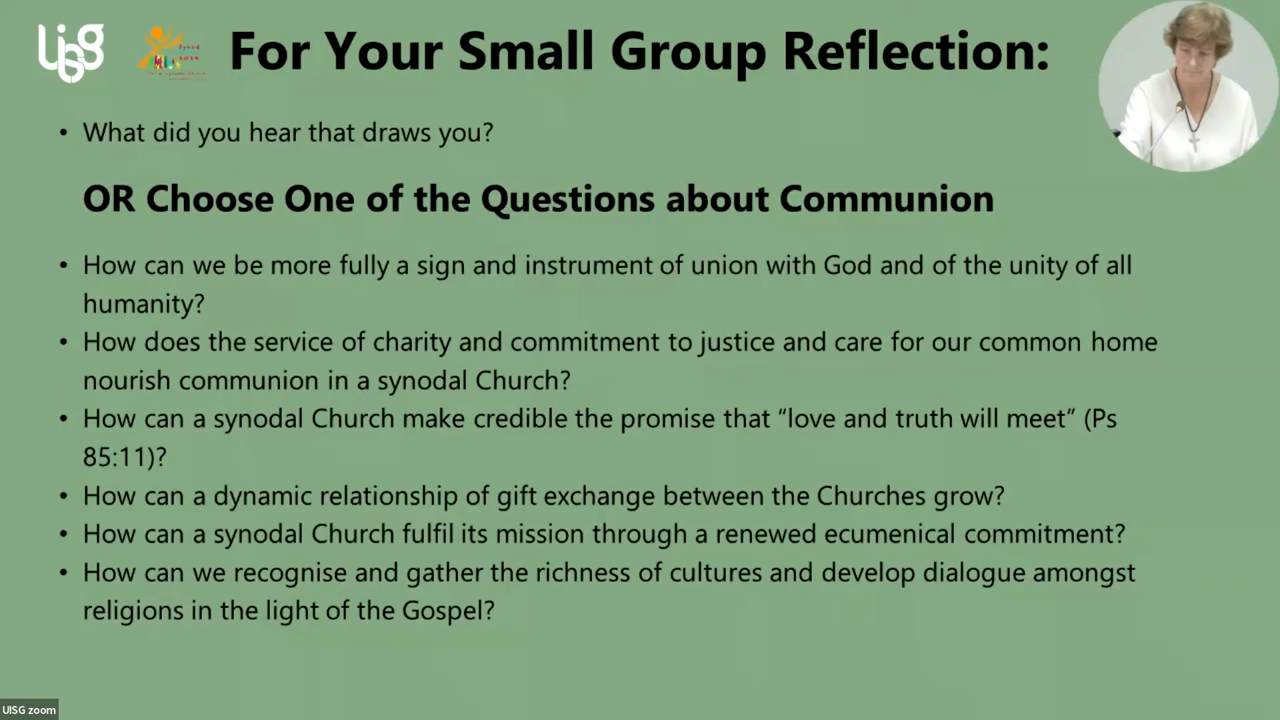 UISG
For Your Small Group Reflection:
• What did you hear that draws you?
OR Choose One of the Questions about Communion
• How can we be more fully a sign and instrument of union with God and of the unity of all
humanity?
• How does the service of charity and commitment to justice and care for our common home
nourish communion in a synodal Church?
• How can a synodal Church make credible the promise that “love and truth will meet” (Ps
85:11)?
• How can a dynamic relationship of gift exchange between the Churches grow?
• How can a synodal Church fulfil its mission through a renewed ecumenical commitment?
• How can we recognise and gather the richness of cultures and develop dialogue amongst
religions in the light of the Gospel?
UISG zoom